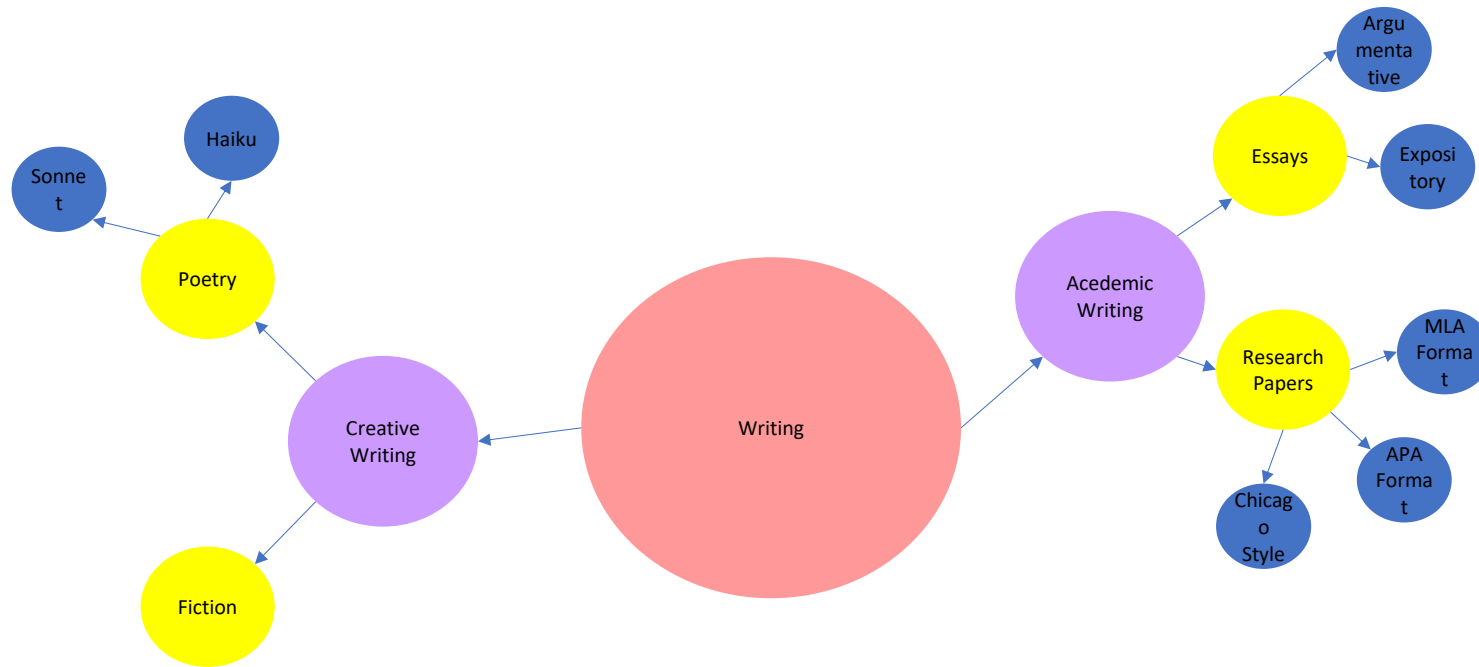 Argu
menta
tive
Haiku
Essays
Exposi
tory
Sonne
t
Poetry
Acedemic
Writing
MLA
Forma
t
Research
Papers
Creative
Writing
Writing
APA
Forma
t
Chicag
o
Style
Fiction